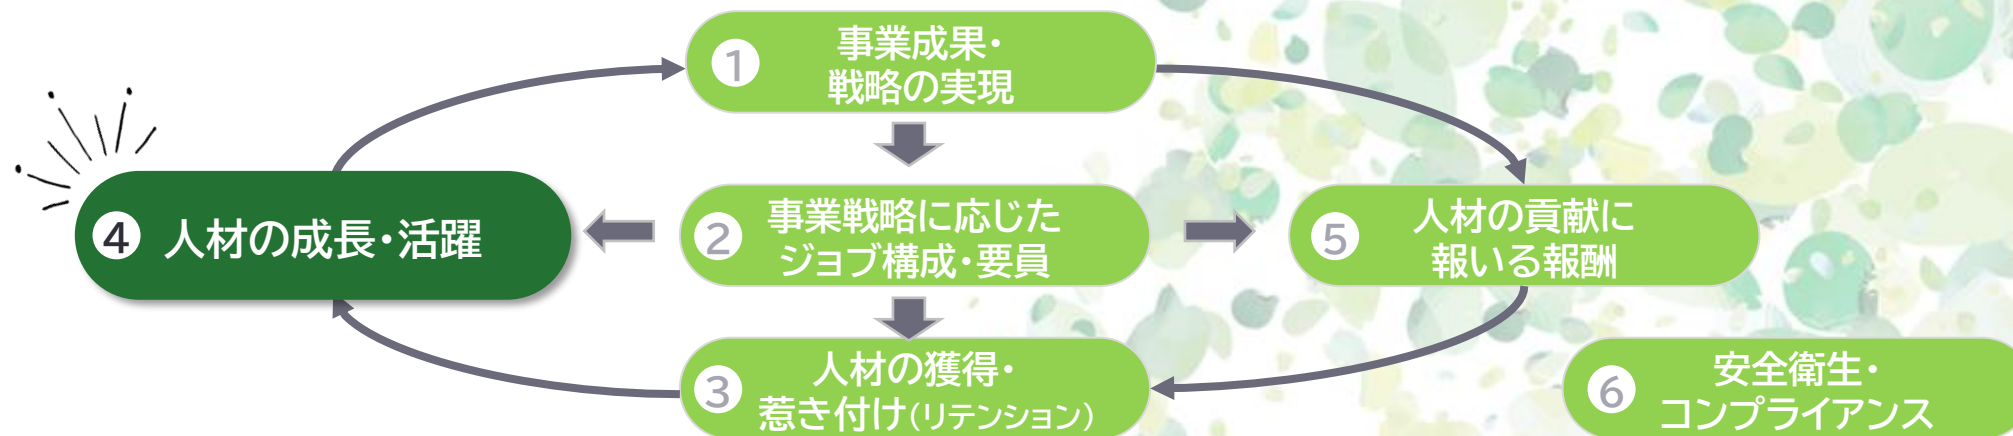 1
事業成果・
戦略の実現
4 人材の成長・活躍
2
事業戦略に応じた
ジョブ構成・要員
5
人材の貢献に
報いる報酬
3
人材の獲得・
惹き付け(リテンション)
6
安全衛生・
コンプライアンス